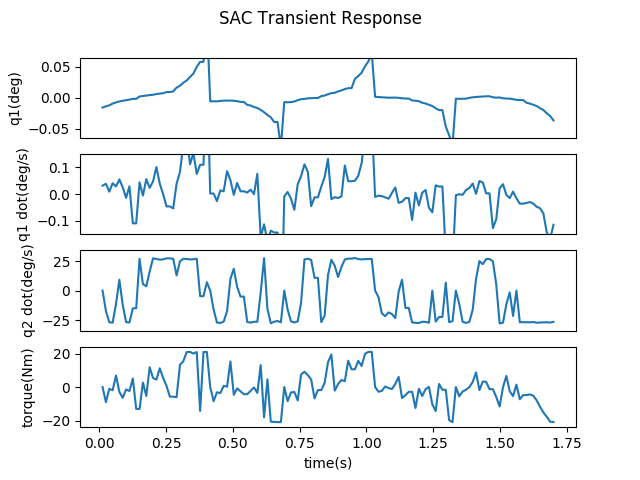 SAC Transient Response
q1(deg)
0.05
0.00
−0.05
q1 dot(deg/s)
0.1
0.0
−0.1
q2 dot(deg/s)
25
0
−25
torque(Nm)
20
0
−20
0.00 0.25 0.50 0.75 1.00 1.25 1.50 1.75
time(s)